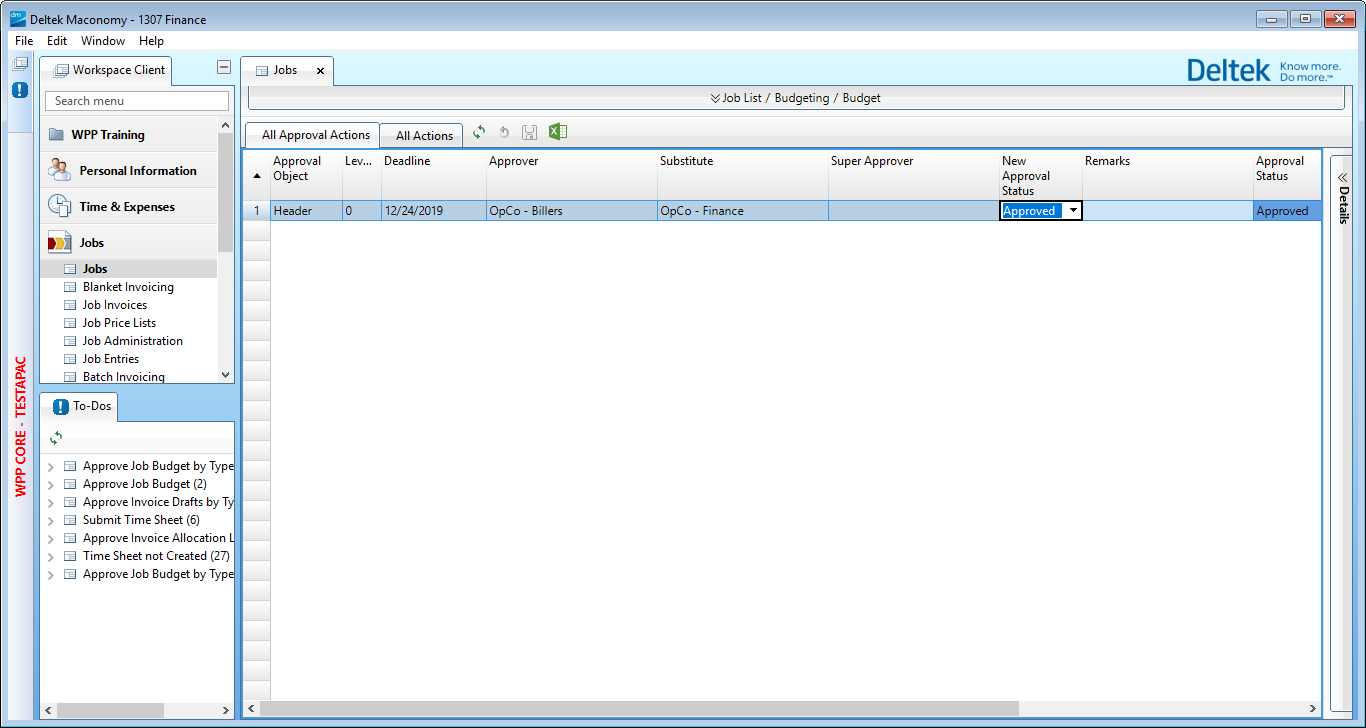 dm Deltek Maconomy - 1307 Finance
File Edit Window Help
Workspace Client
Jobs
Deltek Know more.
Do more.™
Search menu
Job List / Budgeting / Budget
WPP Training
Personal Information
Time & Expenses
Jobs
Jobs
Blanket Invoicing
Job Invoices
Job Price Lists
Job Administration
Job Entries
Batch Invoicing
WPP CORE - TESTAPAC
To-Dos
Approve Job Budget by Type
Approve Job Budget (2)
Approve Invoice Drafts by Ty
Submit Time Sheet (6)
Approve Invoice Allocation L
Time Sheet not Created (27)
Approve Job Budget by Type
All Approval Actions All Actions
Approval Object Lev... Deadline Approver Substitute Super Approver New Approval Status Remarks Approval Status
1 Header 0 12/24/2019 OpCo - Billers OpCo - Finance Approved Approved
Details